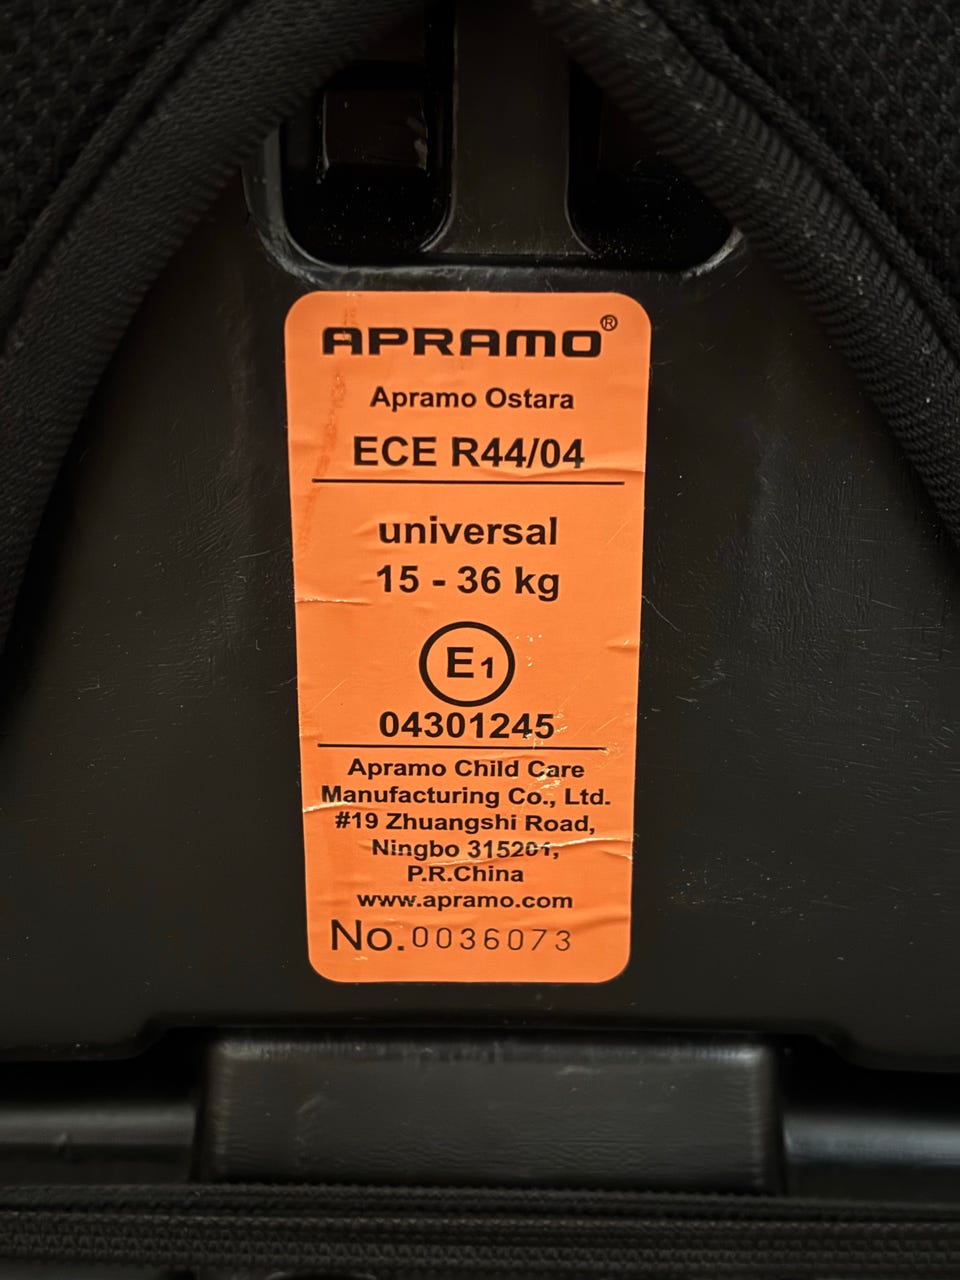 APRAMO®
Apramo Ostara
ECE R44/04
universal
15 - 36 kg
E1
04301245
Apramo Child Care
Manufacturing Co., Ltd.
#19 Zhuangshi Road,
Ningbo 315201,
P.R.China
www.apramo.com
No.0036073